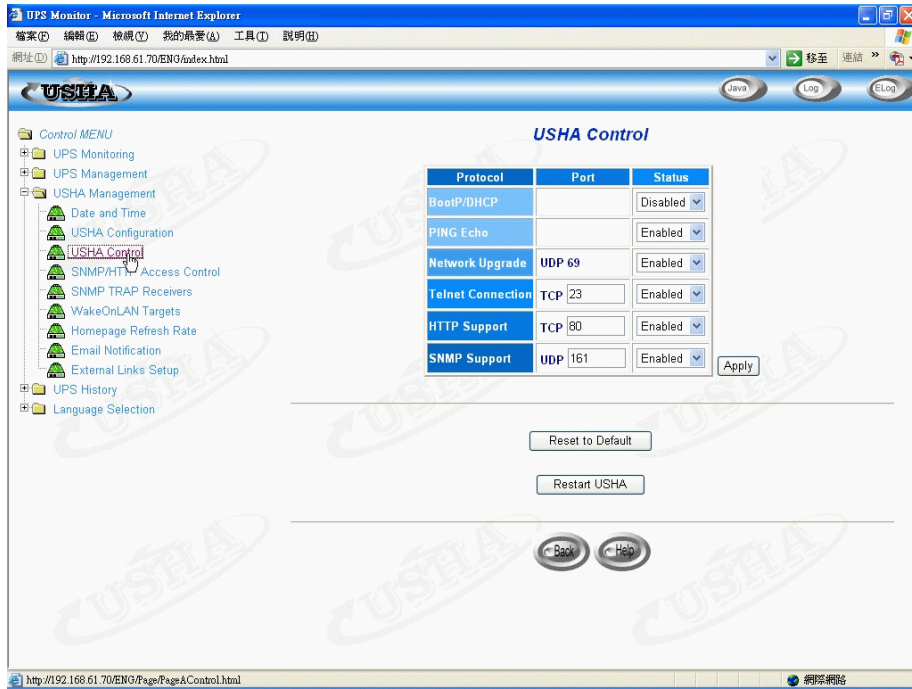 UPS Monitor - Microsoft Internet Explorer
檔案(F) 編輯(E) 檢視(V) 我的最愛(A) 工具(T) 說明(H)
網址(D) http://192.168.61.70/ENG/index.html 移至 連結 »
USHA Java Log ELog
Control MENU
UPS Monitoring
UPS Management
USHA Management
Date and Time
USHA Configuration
USHA Control
SNMP/HTTP Access Control
SNMP TRAP Receivers
WakeOnLAN Targets
Homepage Refresh Rate
Email Notification
External Links Setup
UPS History
Language Selection
USHA Control
Protocol Port Status
BootP/DHCP Disabled
PING Echo Enabled
Network Upgrade UDP 69 Enabled
Telnet Connection TCP 23 Enabled
HTTP Support TCP 80 Enabled
SNMP Support UDP 161 Enabled
Apply
Reset to Default
Restart USHA
Back Help
http://192.168.61.70/ENG/Page/PageAControl.html 網際網路